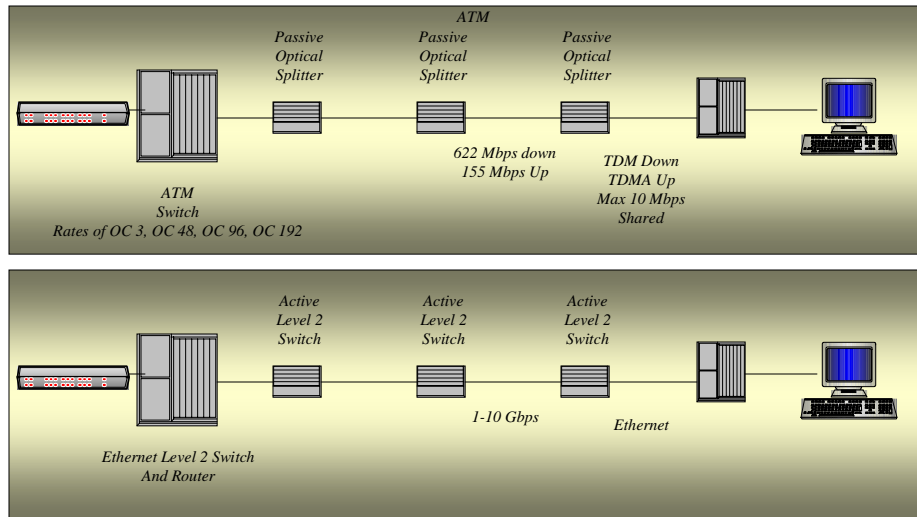 ATM
Passive
Optical
Splitter
Passive
Optical
Splitter
Passive
Optical
Splitter
622 Mbps down
155 Mbps Up
TDM Down
TDMA Up
Max 10 Mbps
Shared
ATM
Switch
Rates of OC 3, OC 48, OC 96, OC 192
Active
Level 2
Switch
Active
Level 2
Switch
Active
Level 2
Switch
1-10 Gbps
Ethernet
Ethernet Level 2 Switch
And Router